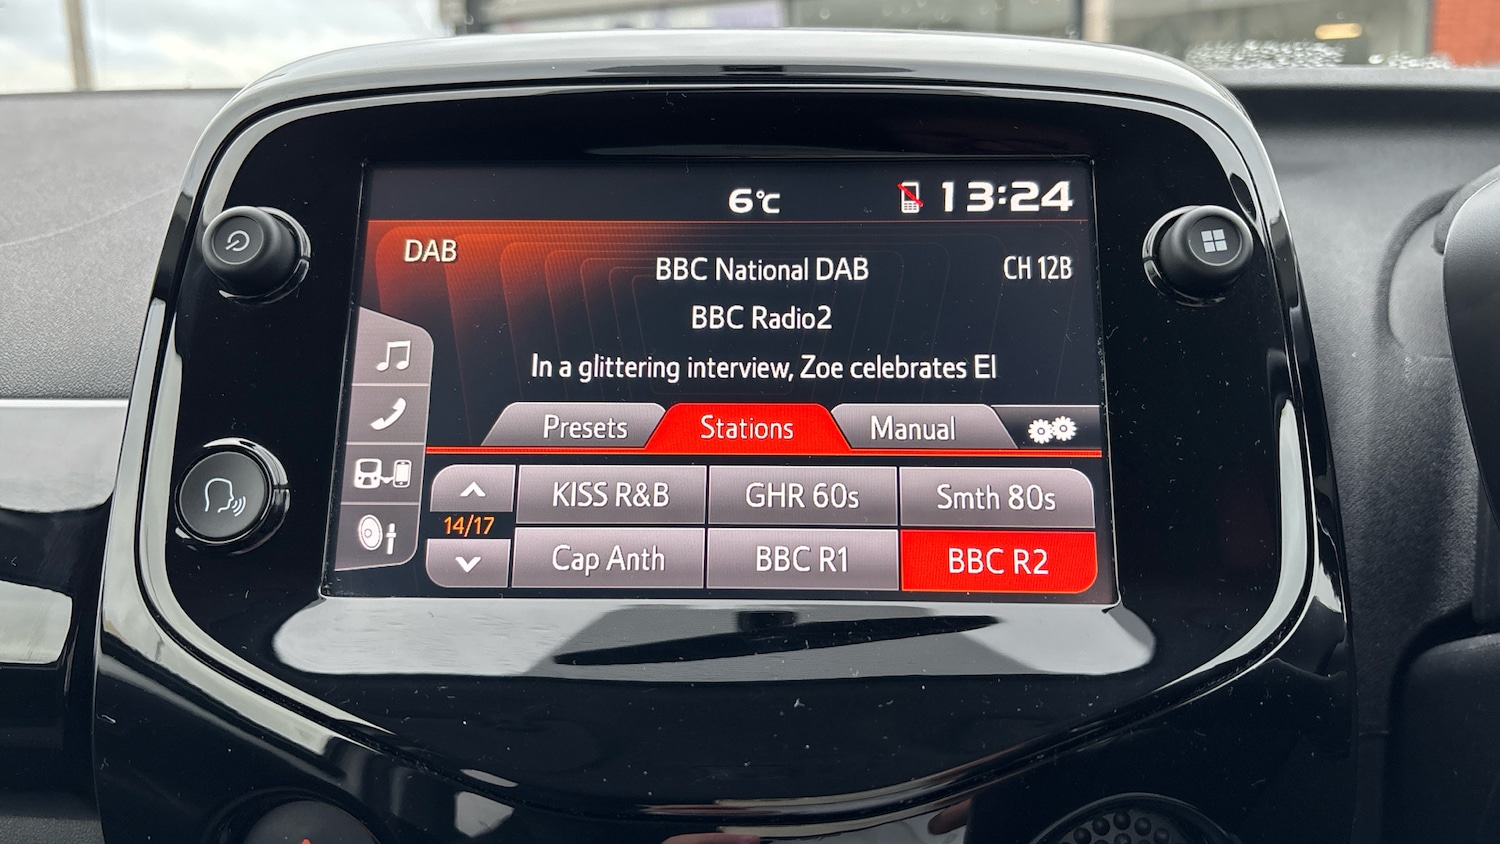 6°C
13:24
DAB
BBC National DAB
CH 12B
BBC Radio2
In a glittering interview, Zoe celebrates El
Presets
Stations
Manual
KISS R&B
GHR 60s
Smth 80s
14/17
Cap Anth
BBC R1
BBC R2